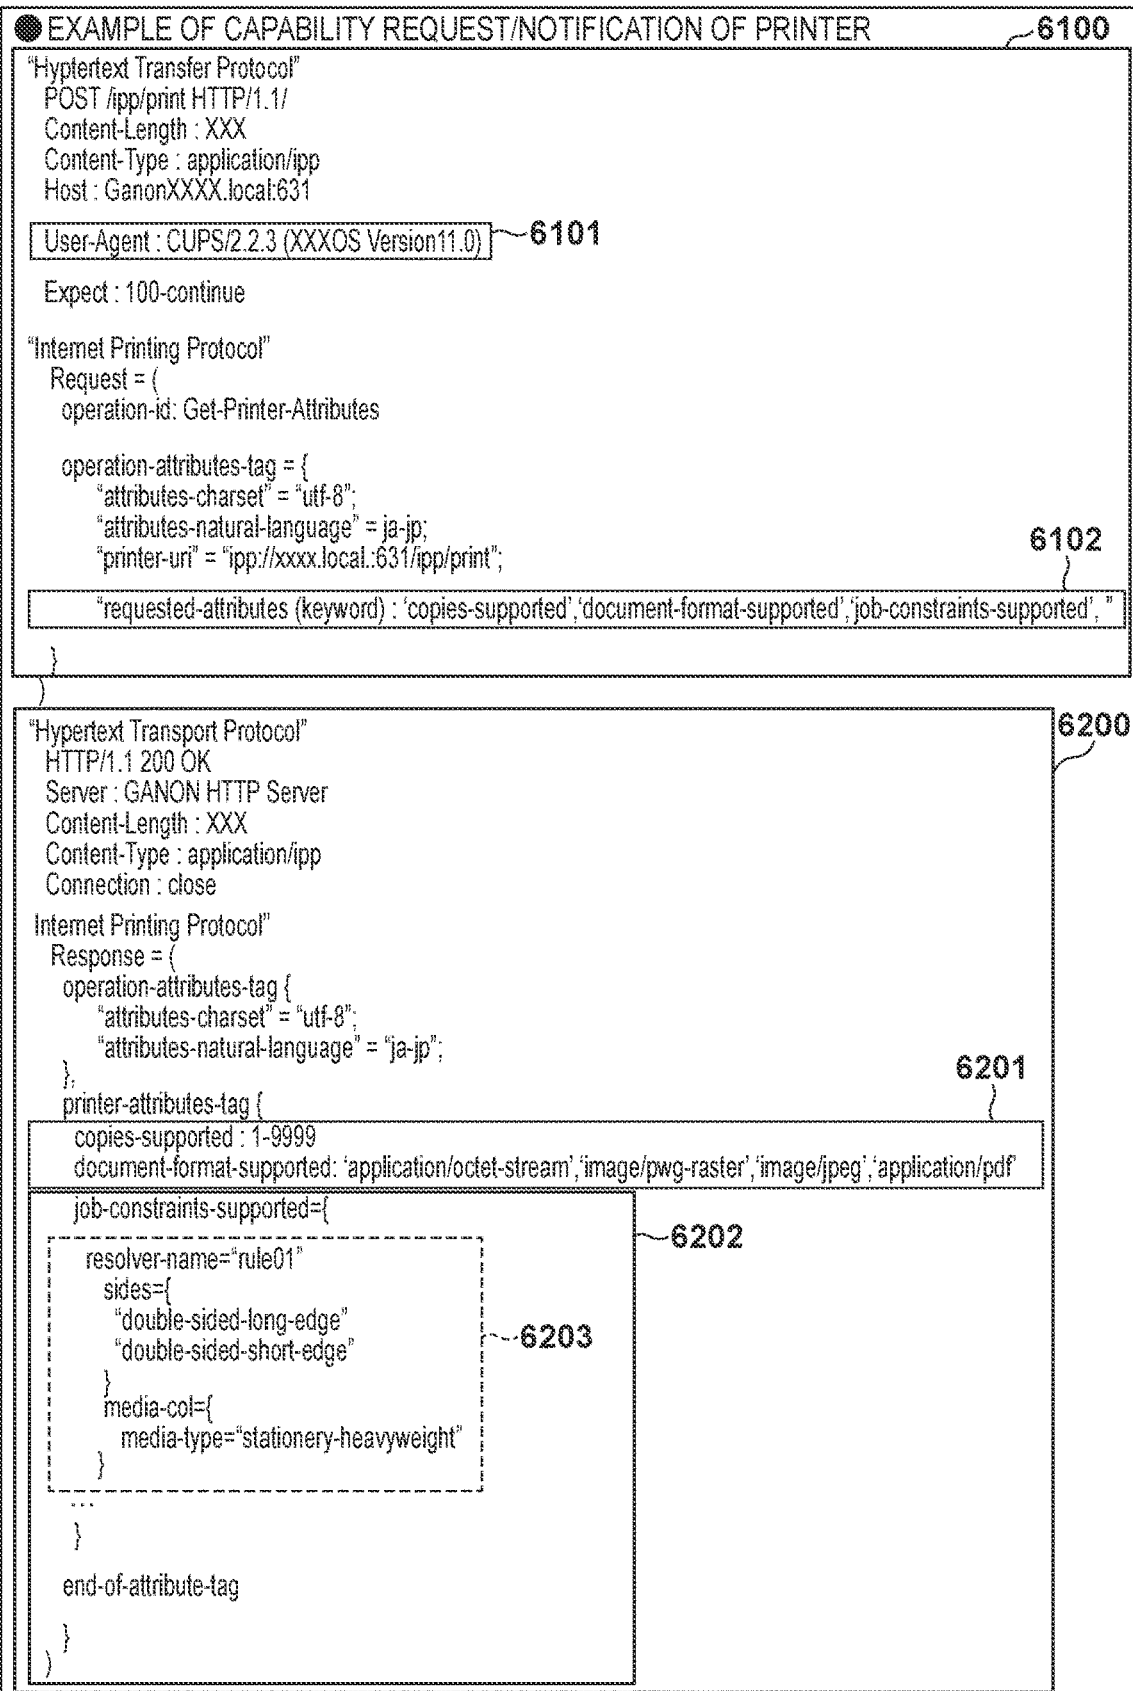 ● EXAMPLE OF CAPABILITY REQUEST/NOTIFICATION OF PRINTER
6100
“Hyptertext Transfer Protocol”
POST /ipp/print HTTP/1.1/
Content-Length : XXX
Content-Type : application/ipp
Host : GanonXXXX.local:631
User-Agent : CUPS/2.2.3 (XXXOS Version11.0)
6101
Expect : 100-continue
“Internet Printing Protocol”
Request = (
operation-id: Get-Printer-Attributes
operation-attributes-tag = {
“attributes-charset” = “utf-8”;
“attributes-natural-language” = ja-jp;
“printer-uri” = “ipp://xxxx.local.:631/ipp/print”;
6102
“requested-attributes (keyword) : ‘copies-supported’,‘document-format-supported’,‘job-constraints-supported’, ”
}
)
6200
“Hypertext Transport Protocol”
HTTP/1.1 200 OK
Server : GANON HTTP Server
Content-Length : XXX
Content-Type : application/ipp
Connection : close
Internet Printing Protocol”
Response = (
operation-attributes-tag {
“attributes-charset” = “utf-8”;
“attributes-natural-language” = “ja-jp”;
},
printer-attributes-tag {
6201
copies-supported : 1-9999
document-format-supported: ‘application/octet-stream’,‘image/pwg-raster’,‘image/jpeg’,‘application/pdf’
job-constraints-supported={
6202
resolver-name=“rule01”
sides={
“double-sided-long-edge”
“double-sided-short-edge”
6203
}
media-col={
media-type=“stationery-heavyweight”
}
...
}
end-of-attribute-tag
}
)